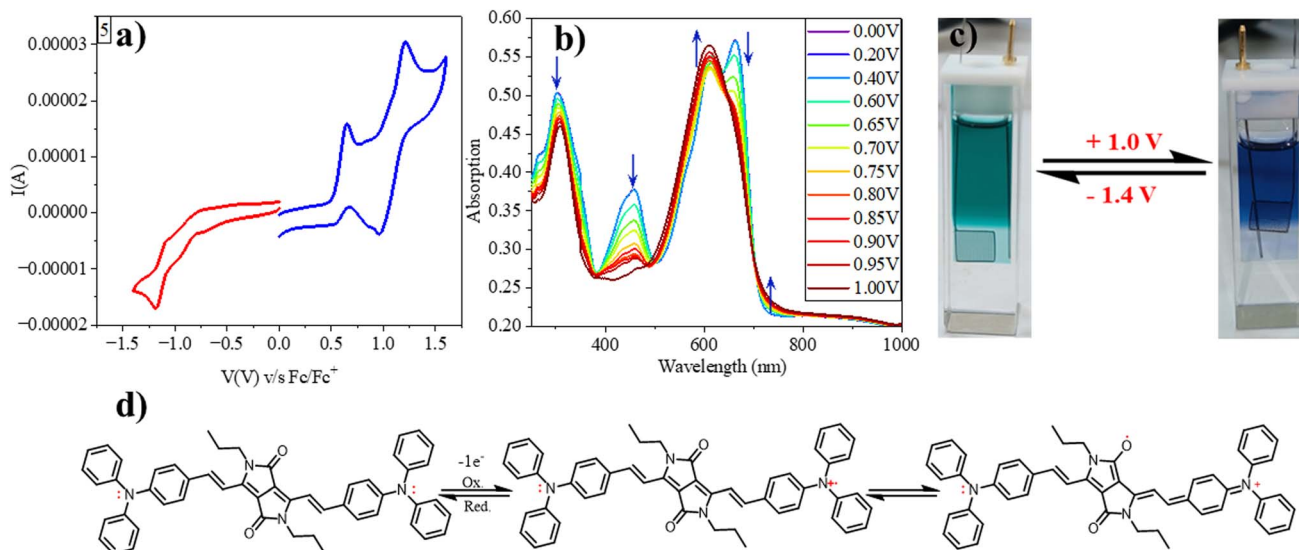 5
a)
0.00003
0.00002
0.00001
0.00000
−0.00001
−0.00002
I(A)
−1.5
−1.0
−0.5
0.0
0.5
1.0
1.5
V(V) v/s Fc/Fc+
b)
0.60
0.55
0.50
0.45
0.40
0.35
0.30
0.25
0.20
Absorption
400
600
800
1000
Wavelength (nm)
0.00V
0.20V
0.40V
0.60V
0.65V
0.70V
0.75V
0.80V
0.85V
0.90V
0.95V
1.00V
c)
+ 1.0 V
- 1.4 V
d)
N
N
O
O
N
N
-1e-
Ox.
Red.
N
N
O
O
N
N
+
N
N
O
O
N
N
+